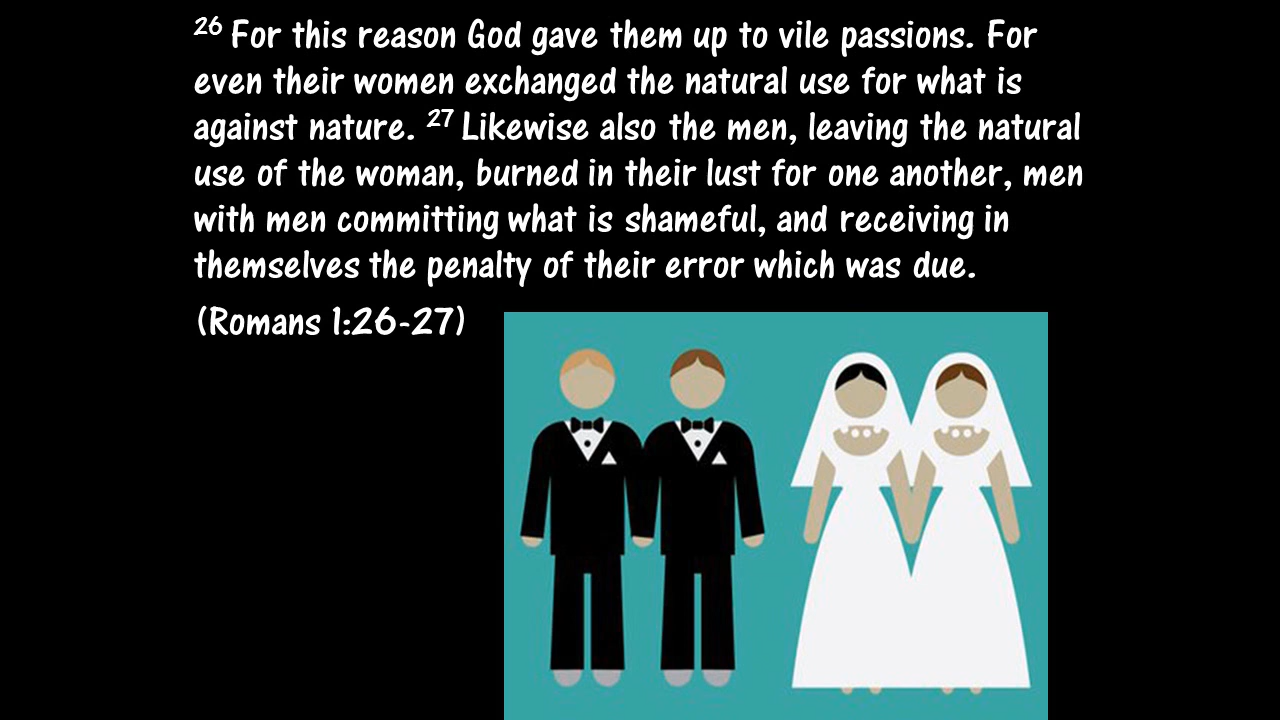 26 For this reason God gave them up to vile passions. For
even their women exchanged the natural use for what is
against nature. 27 Likewise also the men, leaving the natural
use of the woman, burned in their lust for one another, men
with men committing what is shameful, and receiving in
themselves the penalty of their error which was due.
(Romans 1:26-27)